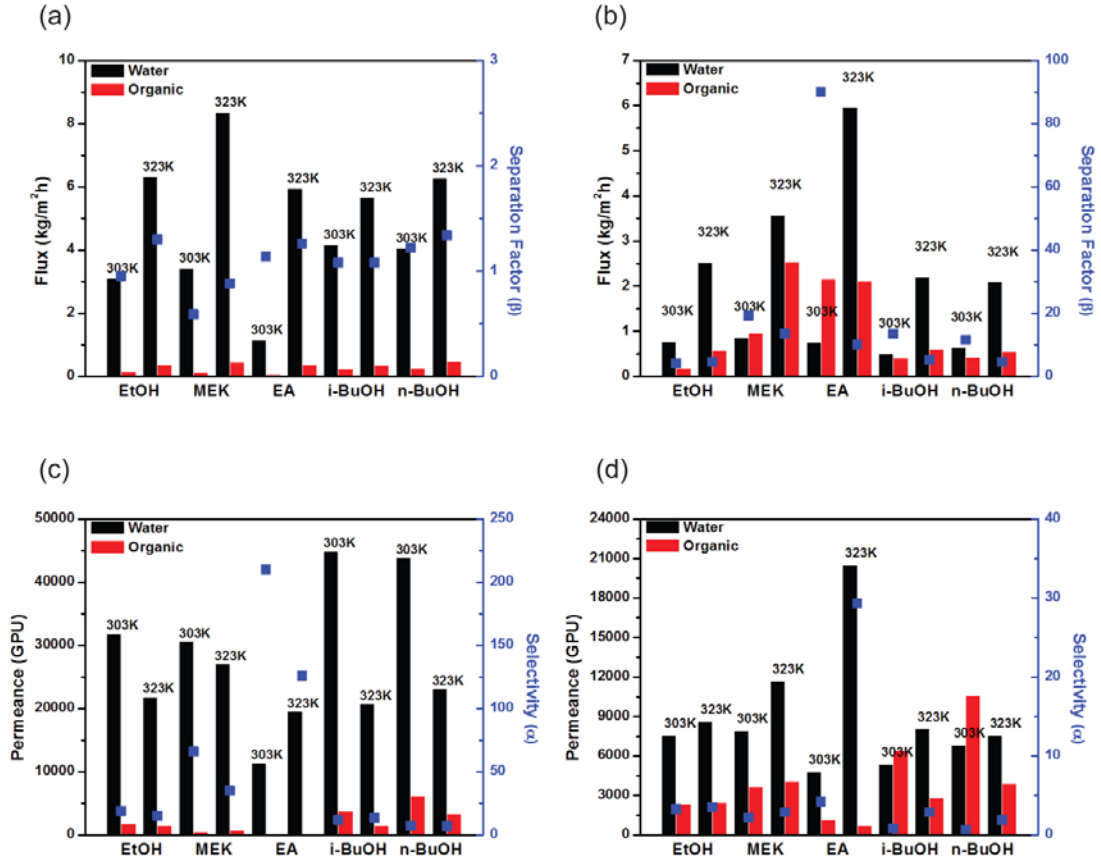 (a)
10
8
6
4
2
0
Flux (kg/m²h)
Water
Organic
303K
323K
303K
323K
303K
323K
303K
323K
303K
323K
EtOH MEK EA i-BuOH n-BuOH
3
2
1
0
Separation Factor (β)
(b)
7
6
5
4
3
2
1
0
Flux (kg/m²h)
Water
Organic
303K
323K
303K
323K
303K
323K
303K
323K
303K
323K
EtOH MEK EA i-BuOH n-BuOH
100
80
60
40
20
0
Separation Factor (β)
(c)
50000
40000
30000
20000
10000
0
Permeance (GPU)
Water
Organic
303K
323K
303K
323K
303K
323K
303K
323K
303K
323K
EtOH MEK EA i-BuOH n-BuOH
250
200
150
100
50
0
Selectivity (α)
(d)
24000
21000
18000
15000
12000
9000
6000
3000
0
Permeance (GPU)
Water
Organic
303K
323K
303K
323K
303K
323K
303K
323K
303K
323K
EtOH MEK EA i-BuOH n-BuOH
40
30
20
10
0
Selectivity (α)